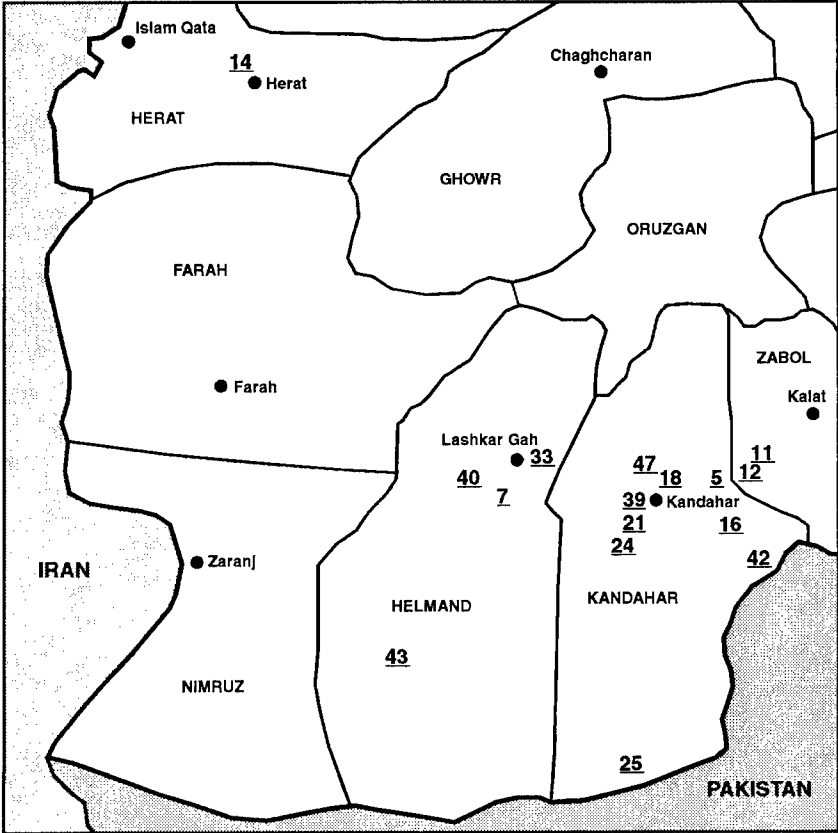 Islam Qata
14
Herat
HERAT
Chaghcharan
GHOWR
ORUZGAN
FARAH
Farah
ZABOL
Kalat
Lashkar Gah
33
40
7
47
18
5
11
12
39
Kandahar
21
16
24
42
IRAN
Zaranj
HELMAND
KANDAHAR
43
NIMRUZ
25
PAKISTAN